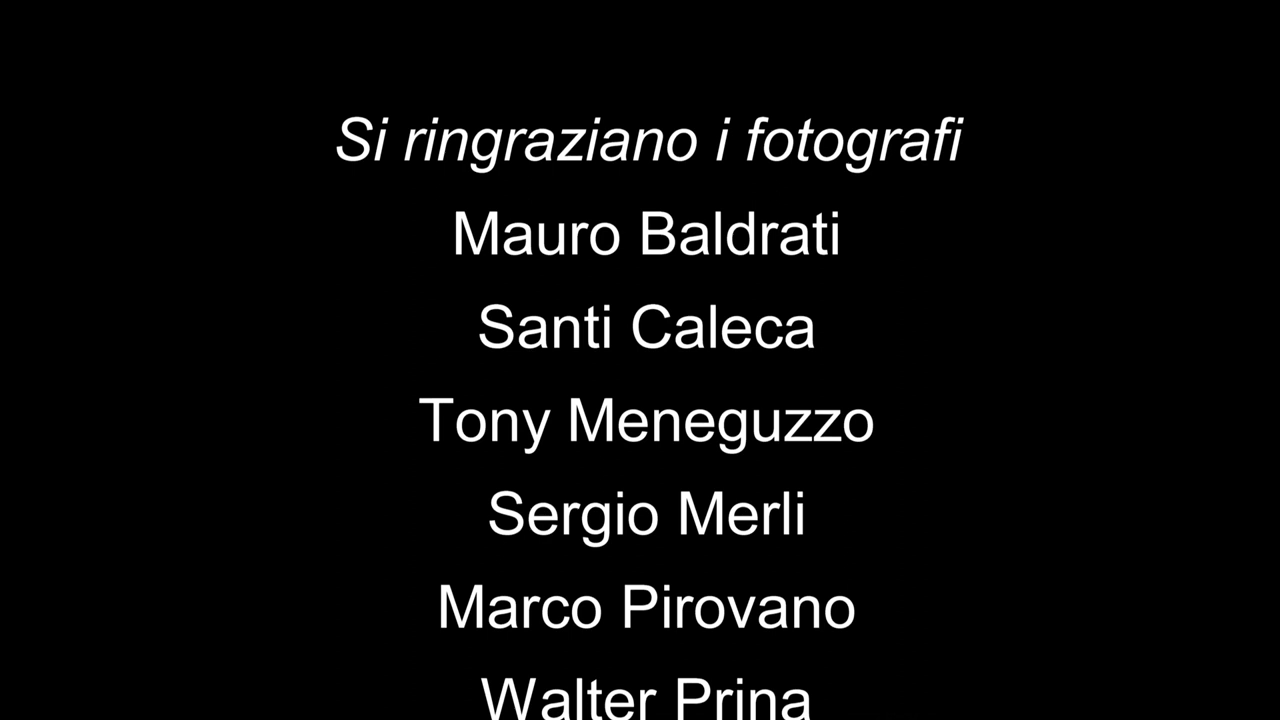 Si ringraziano i fotografi
Mauro Baldrati
Santi Caleca
Tony Meneguzzo
Sergio Merli
Marco Pirovano
Walter Prina